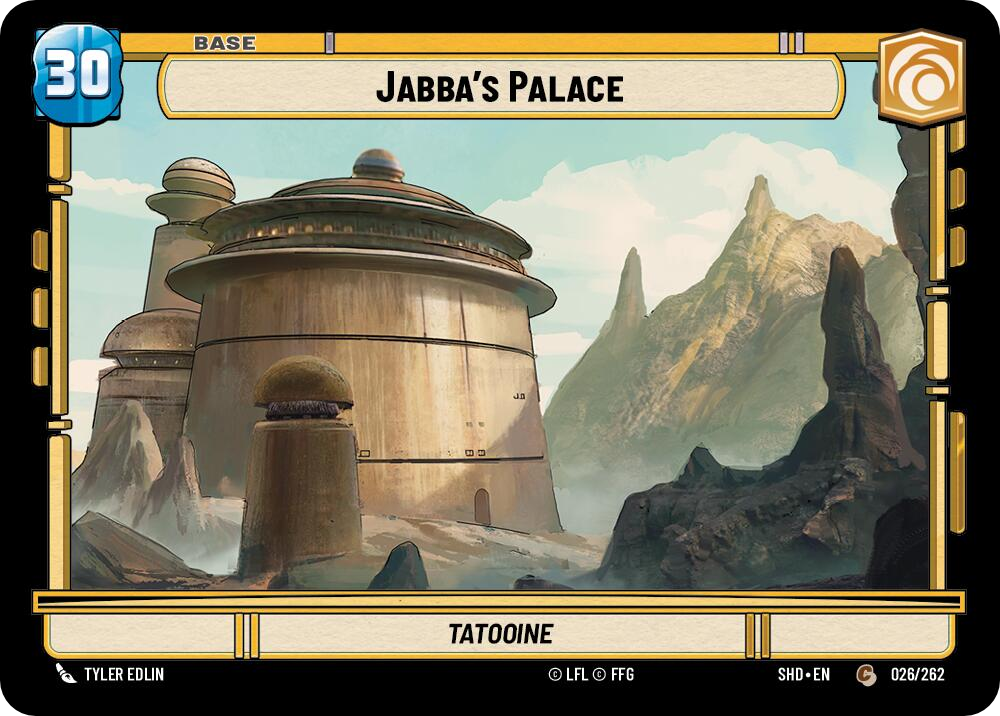 30
BASE
JABBA'S PALACE
TATOOINE
TYLER EDLIN
© LFL © FFG
SHD•EN
C
026/262